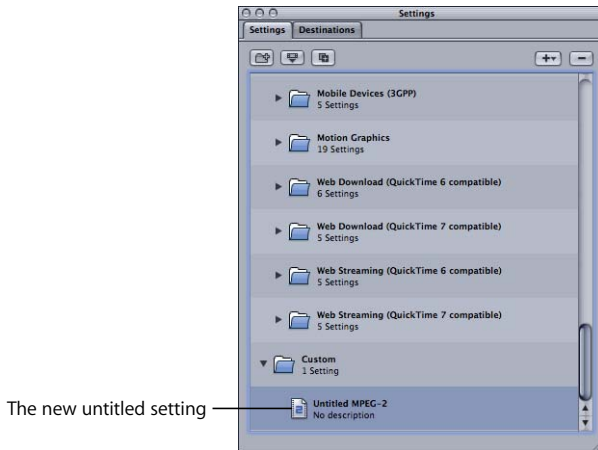 Settings
Settings Destinations
Mobile Devices (3GPP)
5 Settings
Motion Graphics
19 Settings
Web Download (QuickTime 6 compatible)
6 Settings
Web Download (QuickTime 7 compatible)
5 Settings
Web Streaming (QuickTime 6 compatible)
5 Settings
Web Streaming (QuickTime 7 compatible)
5 Settings
Custom
1 Setting
The new untitled setting
Untitled MPEG-2
No description